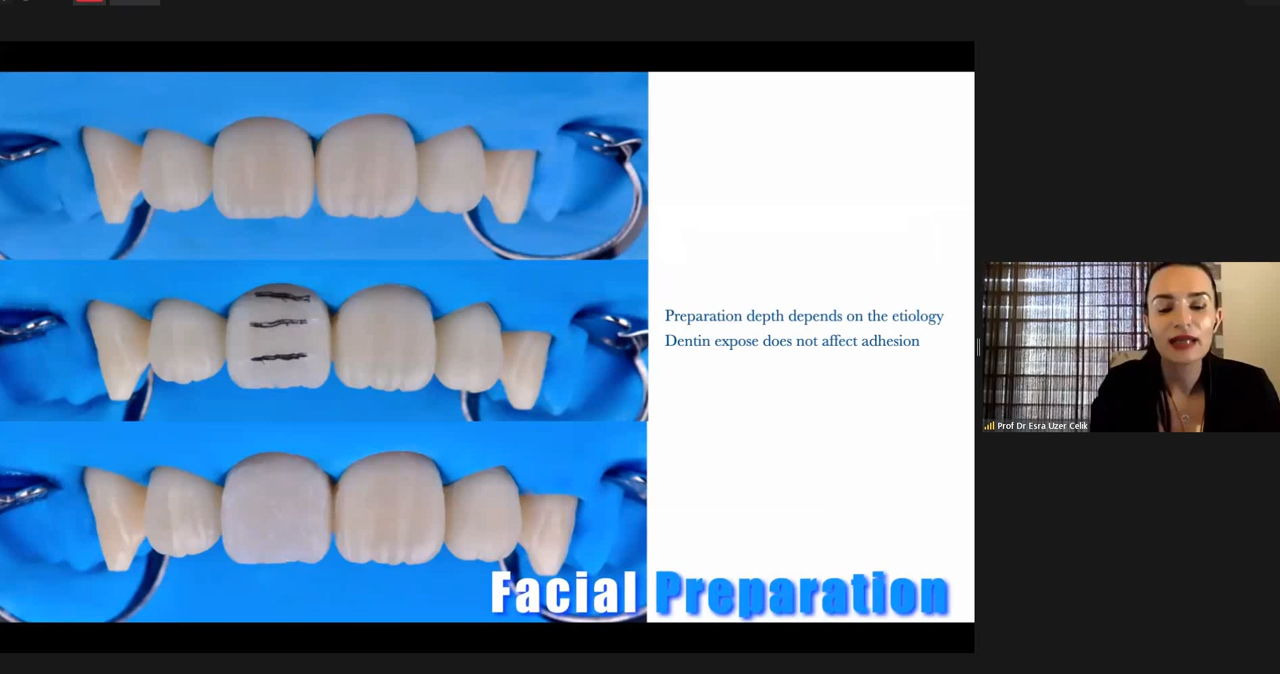 Preparation depth depends on the etiology
Dentin expose does not affect adhesion
Facial Preparation
Prof Dr Esra Uzer Celik